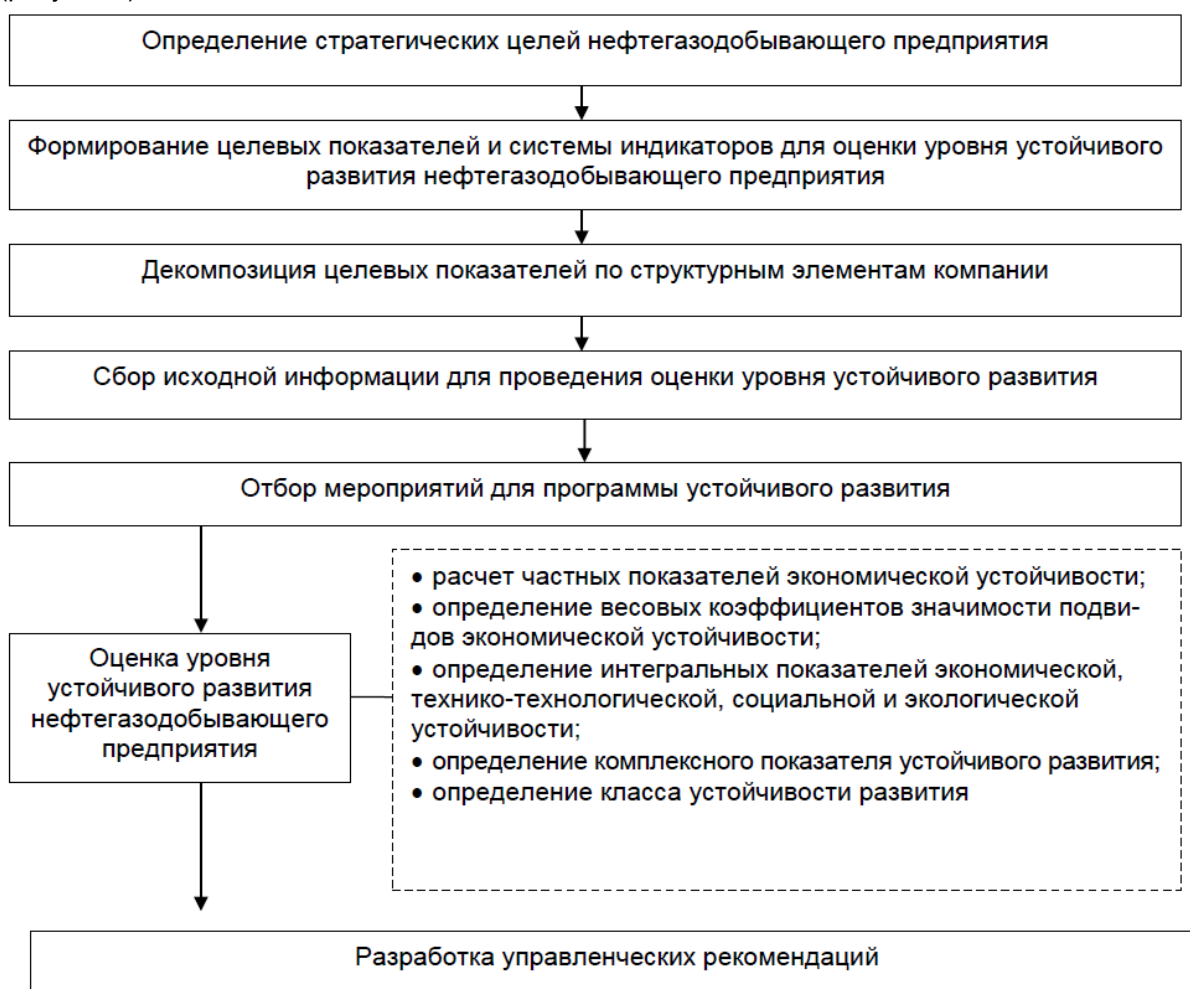 Определение стратегических целей нефтегазодобывающего предприятия
Формирование целевых показателей и системы индикаторов для оценки уровня устойчивого
развития нефтегазодобывающего предприятия
Декомпозиция целевых показателей по структурным элементам компании
Сбор исходной информации для проведения оценки уровня устойчивого развития
Отбор мероприятий для программы устойчивого развития
Оценка уровня
устойчивого развития
нефтегазодобывающего
предприятия
• расчет частных показателей экономической устойчивости;
• определение весовых коэффициентов значимости подви-
дов экономической устойчивости;
• определение интегральных показателей экономической,
технико-технологической, социальной и экологической
устойчивости;
• определение комплексного показателя устойчивого развития;
• определение класса устойчивости развития
Разработка управленческих рекомендаций